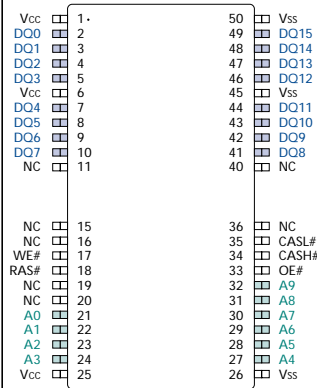 Vcc 1 50 Vss
DQ0 2 49 DQ15
DQ1 3 48 DQ14
DQ2 4 47 DQ13
DQ3 5 46 DQ12
Vcc 6 45 Vss
DQ4 7 44 DQ11
DQ5 8 43 DQ10
DQ6 9 42 DQ9
DQ7 10 41 DQ8
NC 11 40 NC
NC 15 36 NC
NC 16 35 CASL#
WE# 17 34 CASH#
RAS# 18 33 OE#
NC 19 32 A9
NC 20 31 A8
A0 21 30 A7
A1 22 29 A6
A2 23 28 A5
A3 24 27 A4
Vcc 25 26 Vss